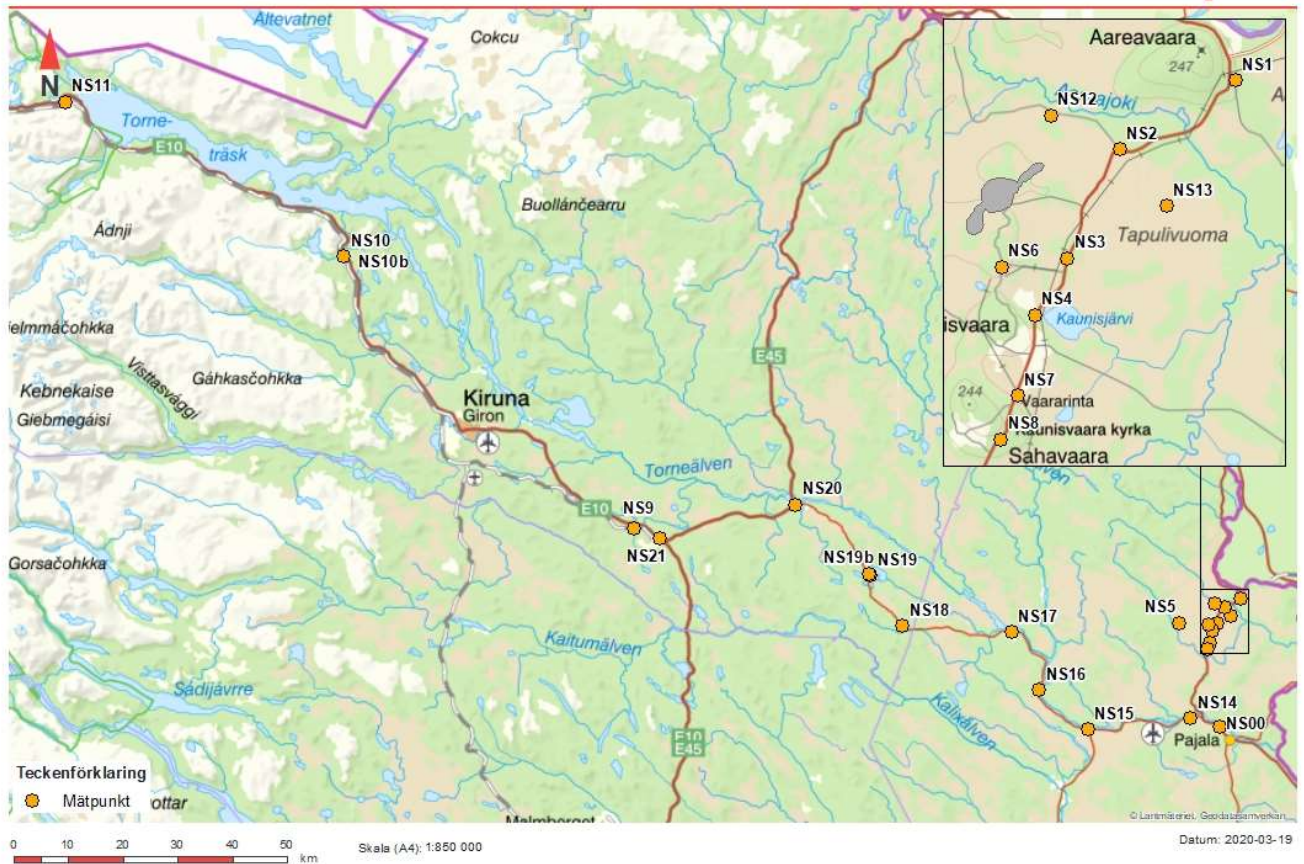 Altevatnet
Cokcu
N
NS11
Torne-
träsk
E10
Ádnji
Buollánčearru
NS10
NS10b
Visttasvággi
Gáhkasčohkka
Kebnekaise
Giebmegáisi
Kiruna
Giron
E45
Torneälven
NS20
E10
NS9
NS21
NS19b
NS19
Gorsačohkka
NS18
NS17
NS5
Kaitumälven
NS16
Sádijávrre
Kalixälven
NS15
NS14
NS00
Pajala
E10
E45
Malmberget
Aareavaara
247
NS1
NS12
NS2
NS13
Tapulivuoma
NS6
NS3
NS4
Kaunisjärvi
isvaara
NS7
244
Vaararinta
NS8
Kaunisvaara kyrka
Sahavaara
Teckenförklaring
Mätpunkt
ottar
© Lantmäteriet, Geodatasamverkan
0 10 20 30 40 50
km
Skala (A4): 1:850 000
Datum: 2020-03-19